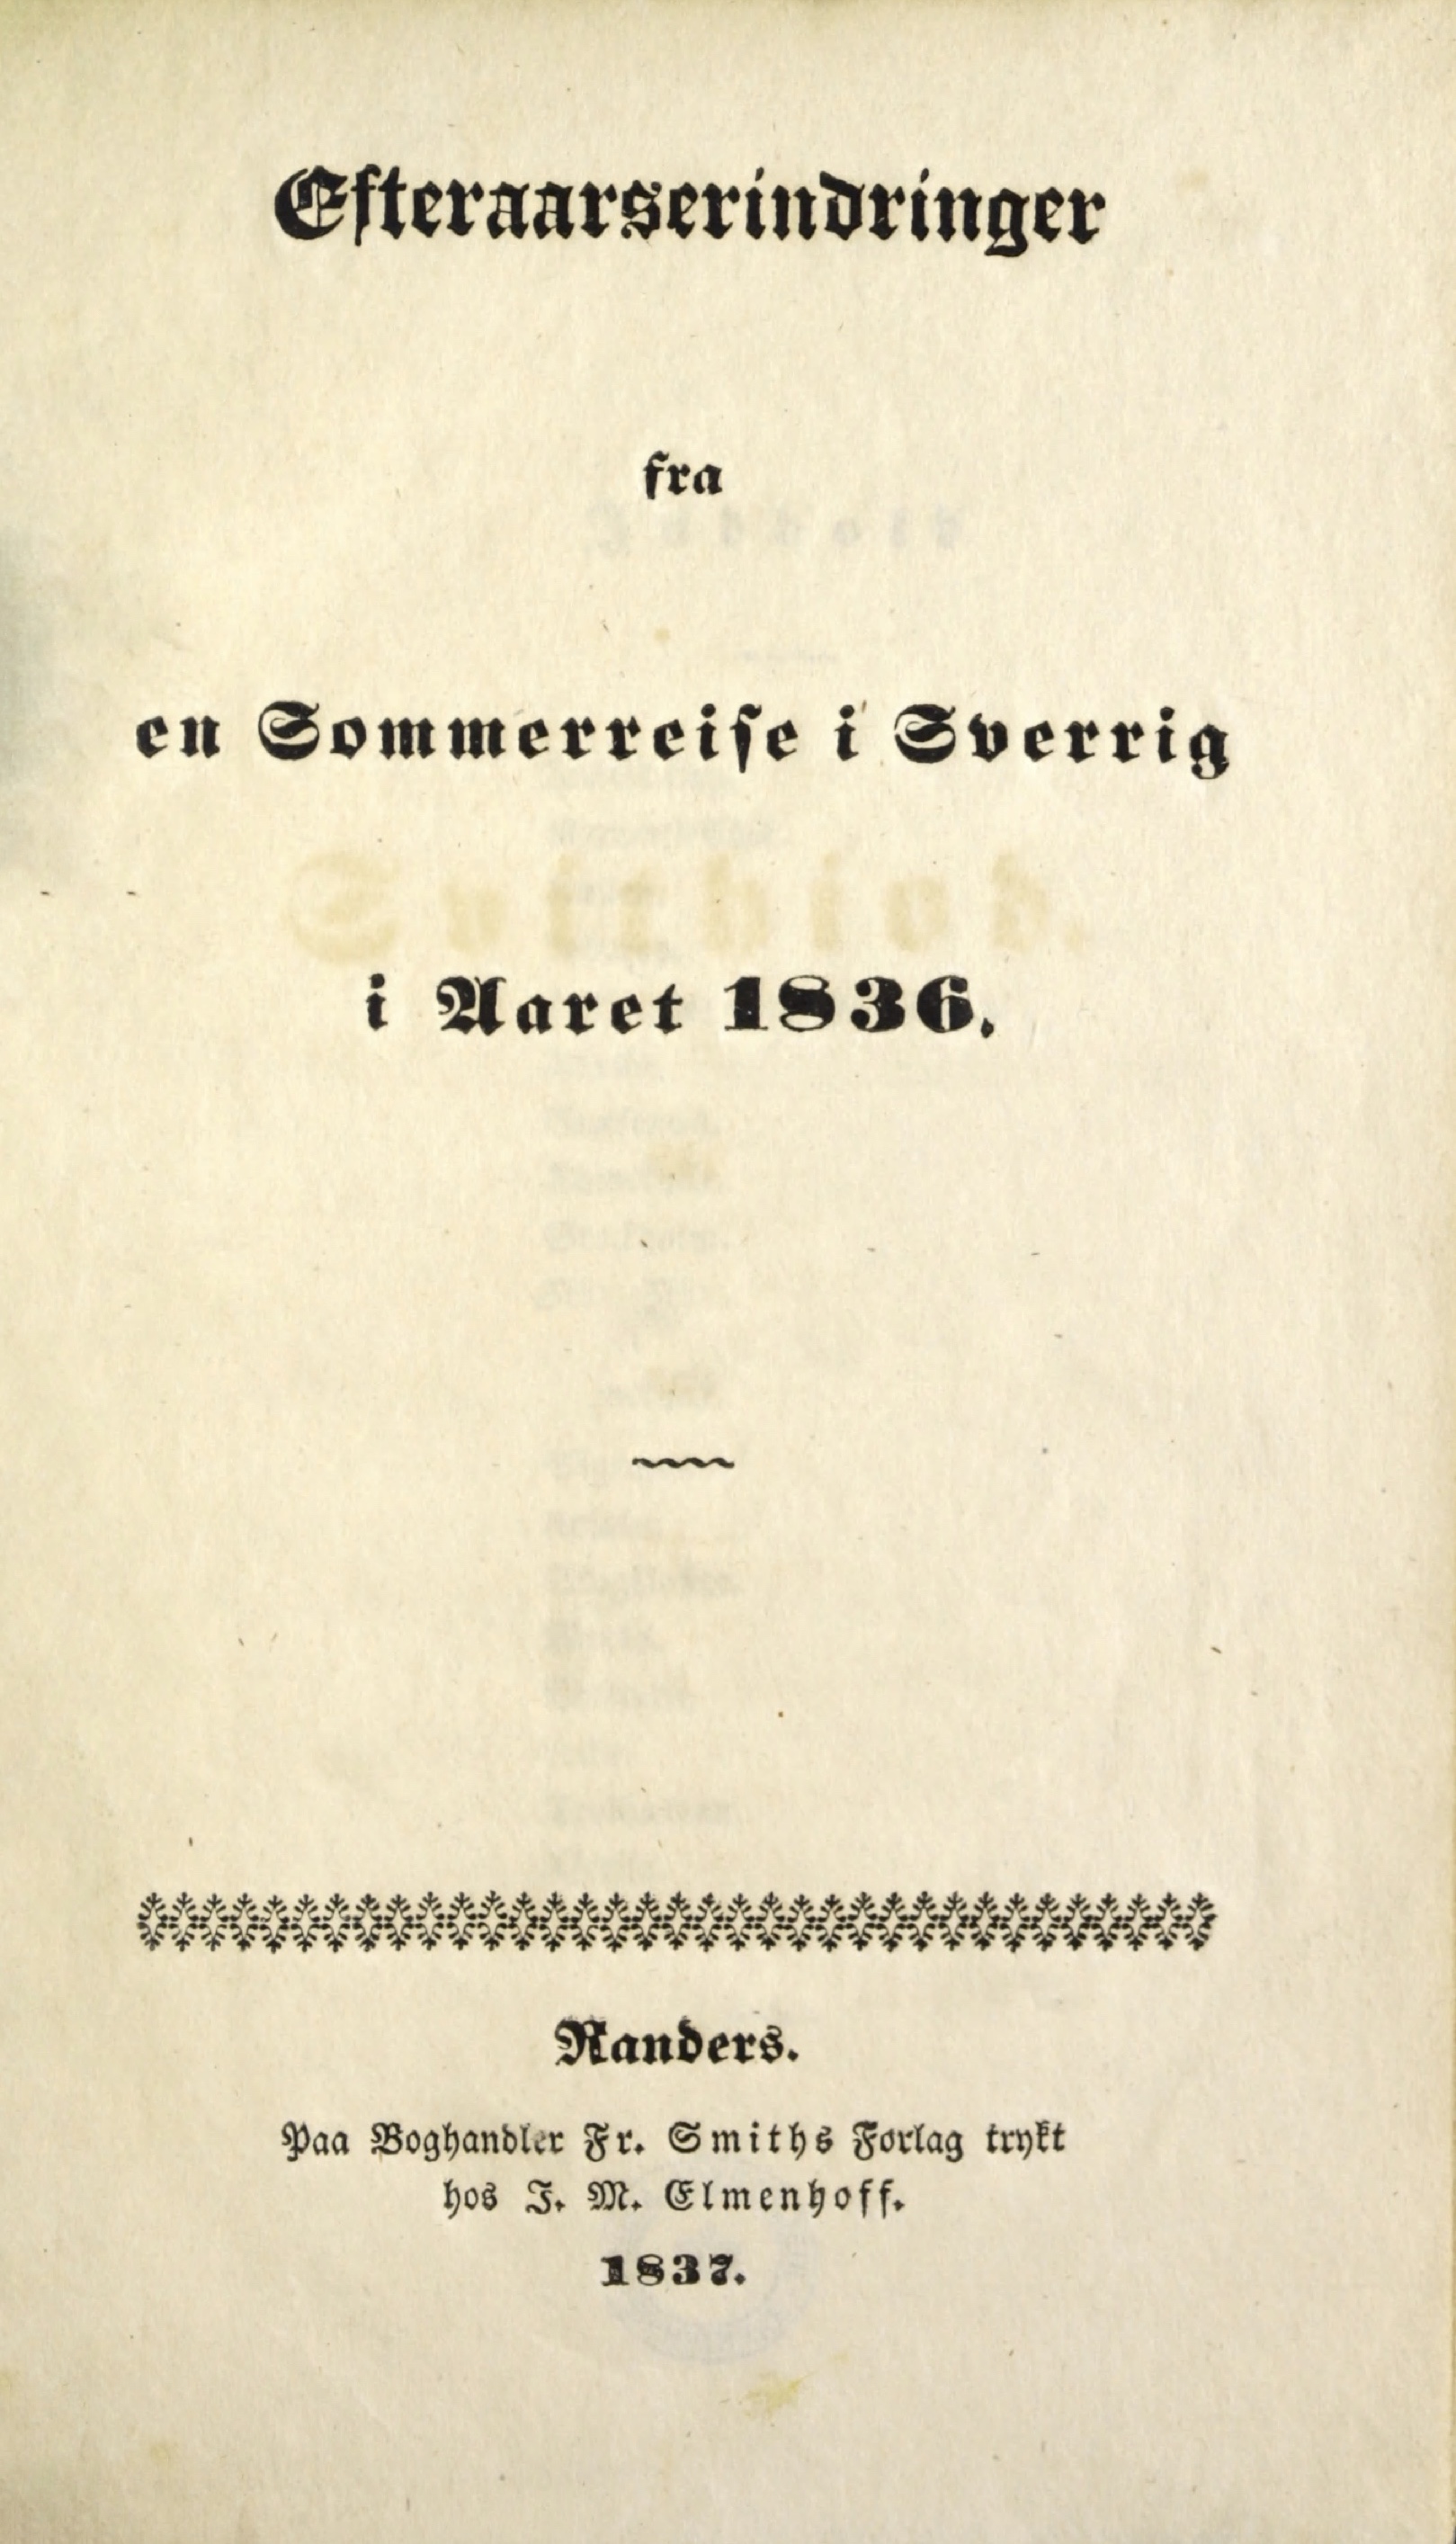 Efteraarserindringer
fra
en Sommerreise i Sverrig
i Aaret 1836.
Randers.
Paa Boghandler Fr. Smiths Forlag trykt
hos J. M. Elmenhoff.
1837.